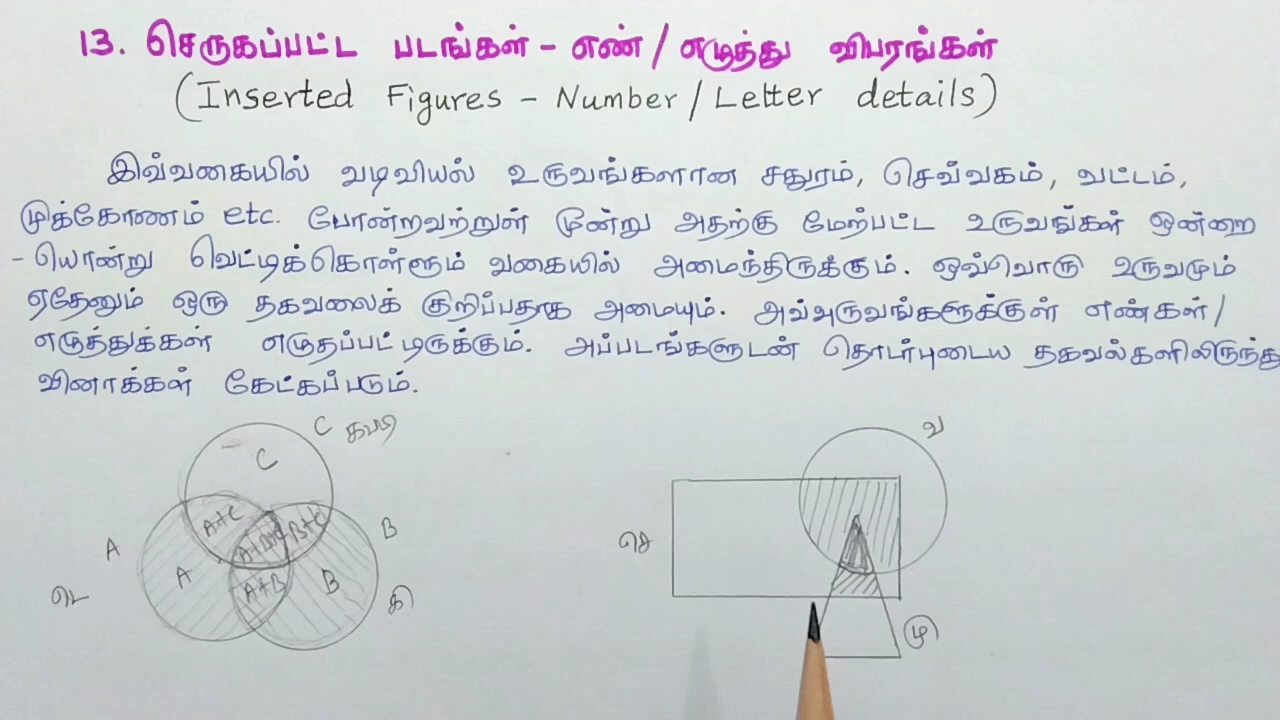 13. செருகப்பட்ட படங்கள் - எண் / எழுத்து விபரங்கள்
(Inserted Figures - Number / Letter details)
இவ்வகையில் வடிவியல் உருவங்களான சதுரம், செவ்வகம், வட்டம்,
முக்கோணம் etc. போன்றவற்றுள் மூன்று அதற்கு மேற்பட்ட உருவங்கள் ஒன்றை
- யொன்று வெட்டிக்கொள்ளும் வகையில் அமைந்திருக்கும். ஒவ்வொரு உருவமும்
ஏதேனும் ஒரு தகவலைக் குறிப்பதாக அமையும். அவ்வுருவங்களுக்குள் எண்கள் /
எழுத்துக்கள் எழுதப்பட்டிருக்கும். அப்படங்களுடன் தொடர்புடைய தகவல்களிலிருந்து
வினாக்கள் கேட்கப்படும்.
C கபடி
C
A+C
B+C
A+B+C
A
B
A
A+B
B
டெ
கி
வ
செ
மு